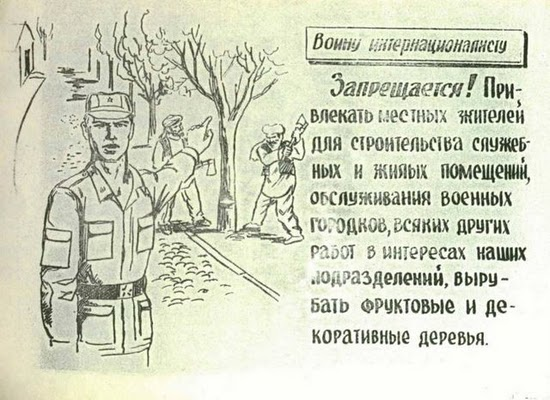 Воину интернационалисту
Запрещается! При-
влекать местных жителей
для строительства служеб-
ных и жилых помещений,
обслуживания военных
городков, всяких других
работ в интересах наших
подразделений, выру-
бать фруктовые и де-
коративные деревья.